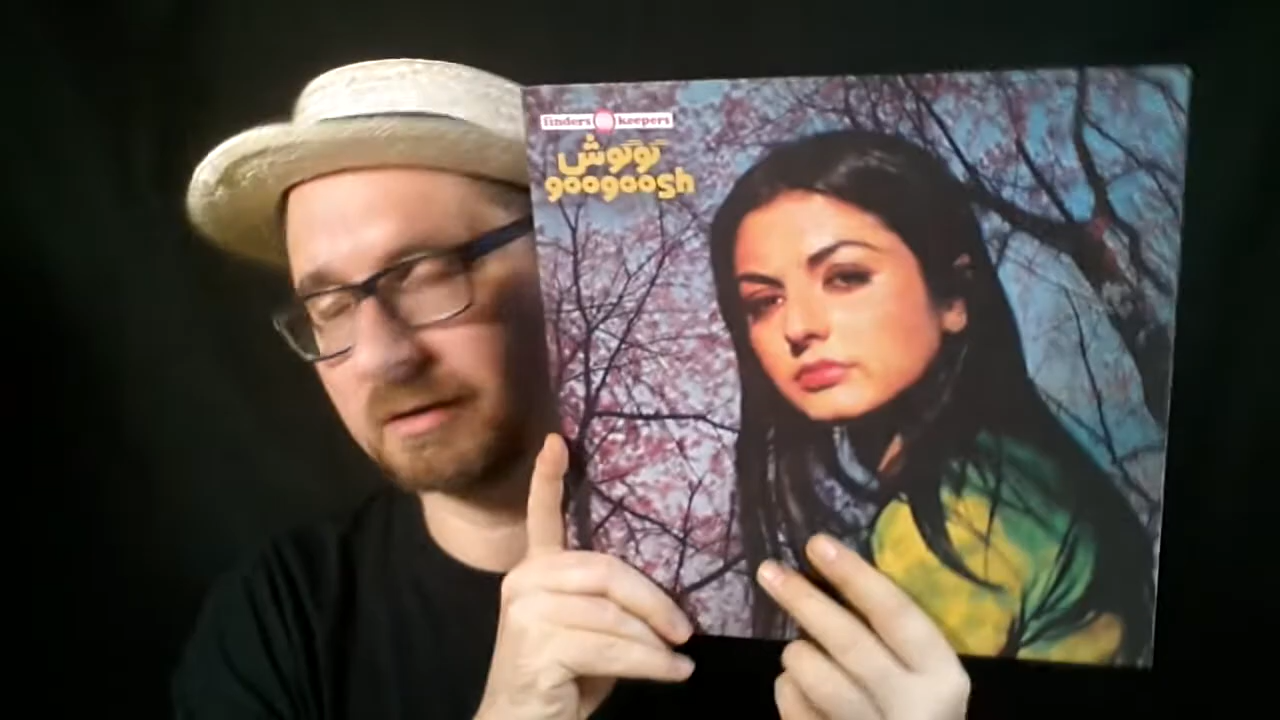 finders keepers
گوگوش
googoosh